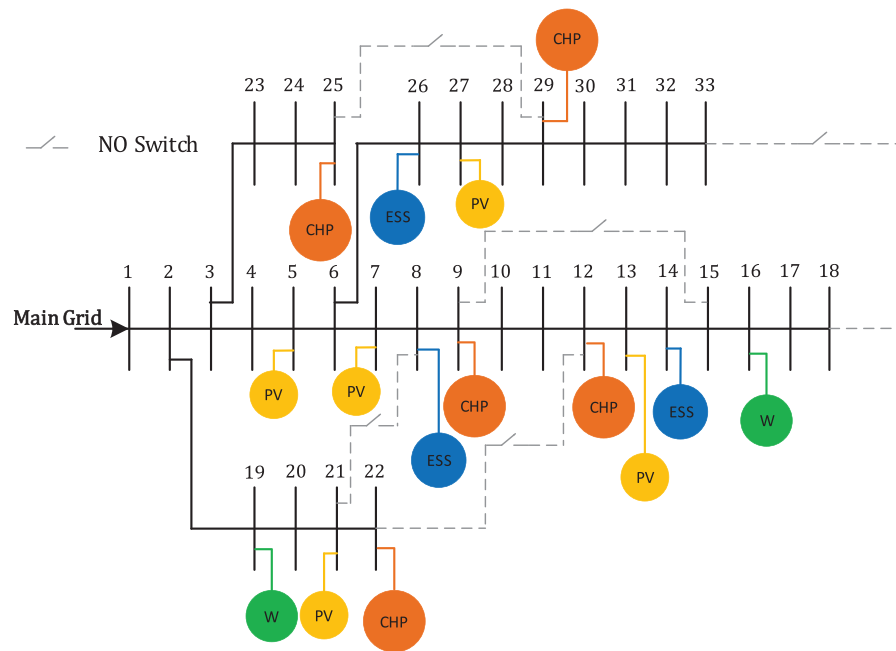 CHP
23 24 25 26 27 28 29 30 31 32 33
NO Switch
CHP
ESS
PV
1 2 3 4 5 6 7 8 9 10 11 12 13 14 15 16 17 18
Main Grid
PV
PV
CHP
CHP
ESS
W
ESS
PV
19 20 21 22
W
PV
CHP